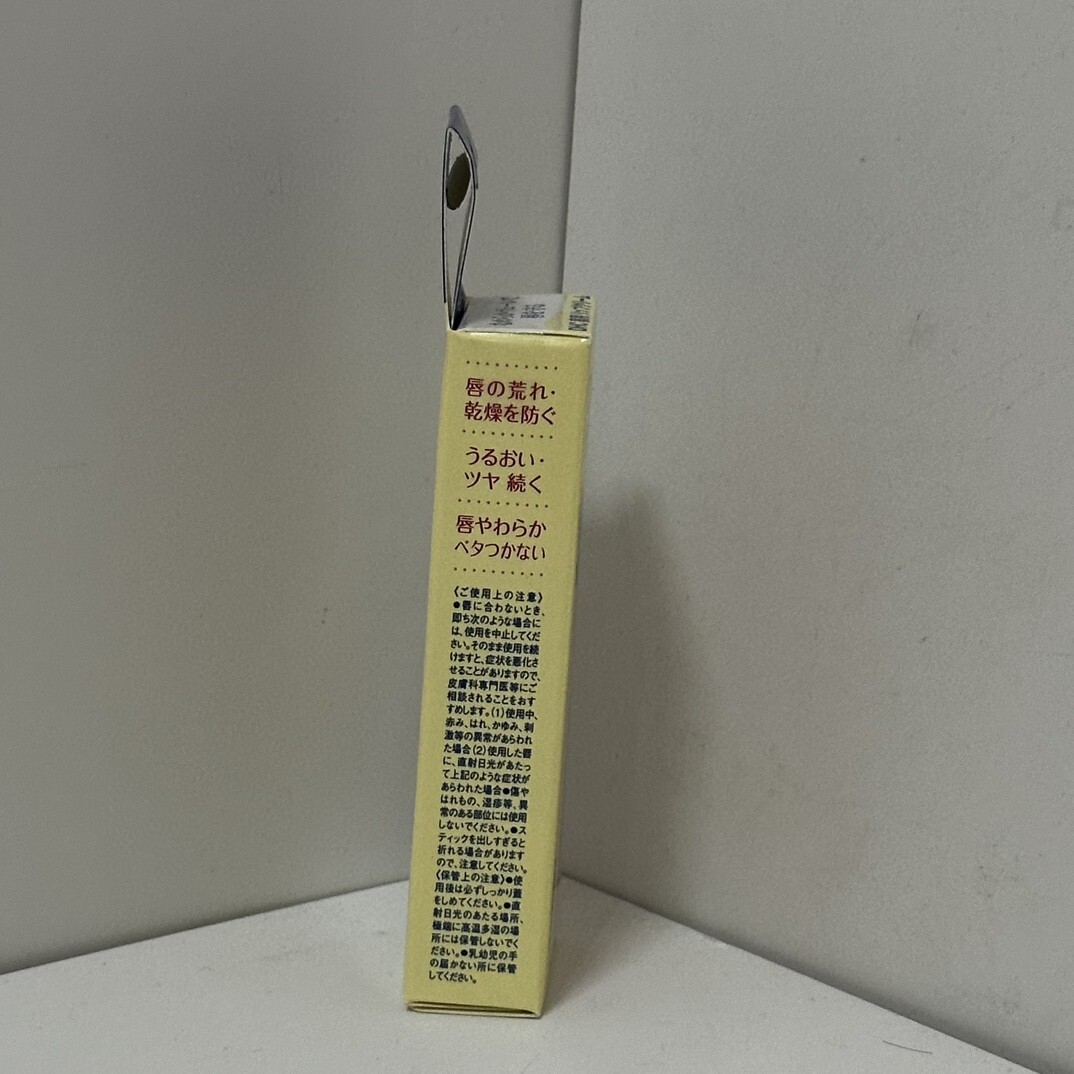 唇の荒れ・
乾燥を防ぐ
うるおい・
ツヤ 続く
唇やわらか
ベタつかない
〈ご使用上の注意〉
●唇に合わないとき、
即ち次のような場合に
は、使用を中止してくだ
さい。そのまま使用を続
けますと、症状を悪化さ
せることがありますので、
皮膚科専門医等にご
相談されることをおす
すめします。(1)使用中、
赤み、はれ、かゆみ、刺
激等の異常があらわれ
た場合(2)使用した唇
に、直射日光があたっ
て上記のような症状が
あらわれた場合●傷や
はれもの、湿疹等、異
常のある部位には使用
しないでください。●ス
ティックを出しすぎると
折れる場合があります
ので、注意してください。
〈保管上の注意〉●使
用後は必ずしっかり蓋
をしめてください。●直
射日光のあたる場所、
極端に高温多湿の場
所には保管しないでく
ださい。●乳幼児の手
の届かない所に保管
してください。